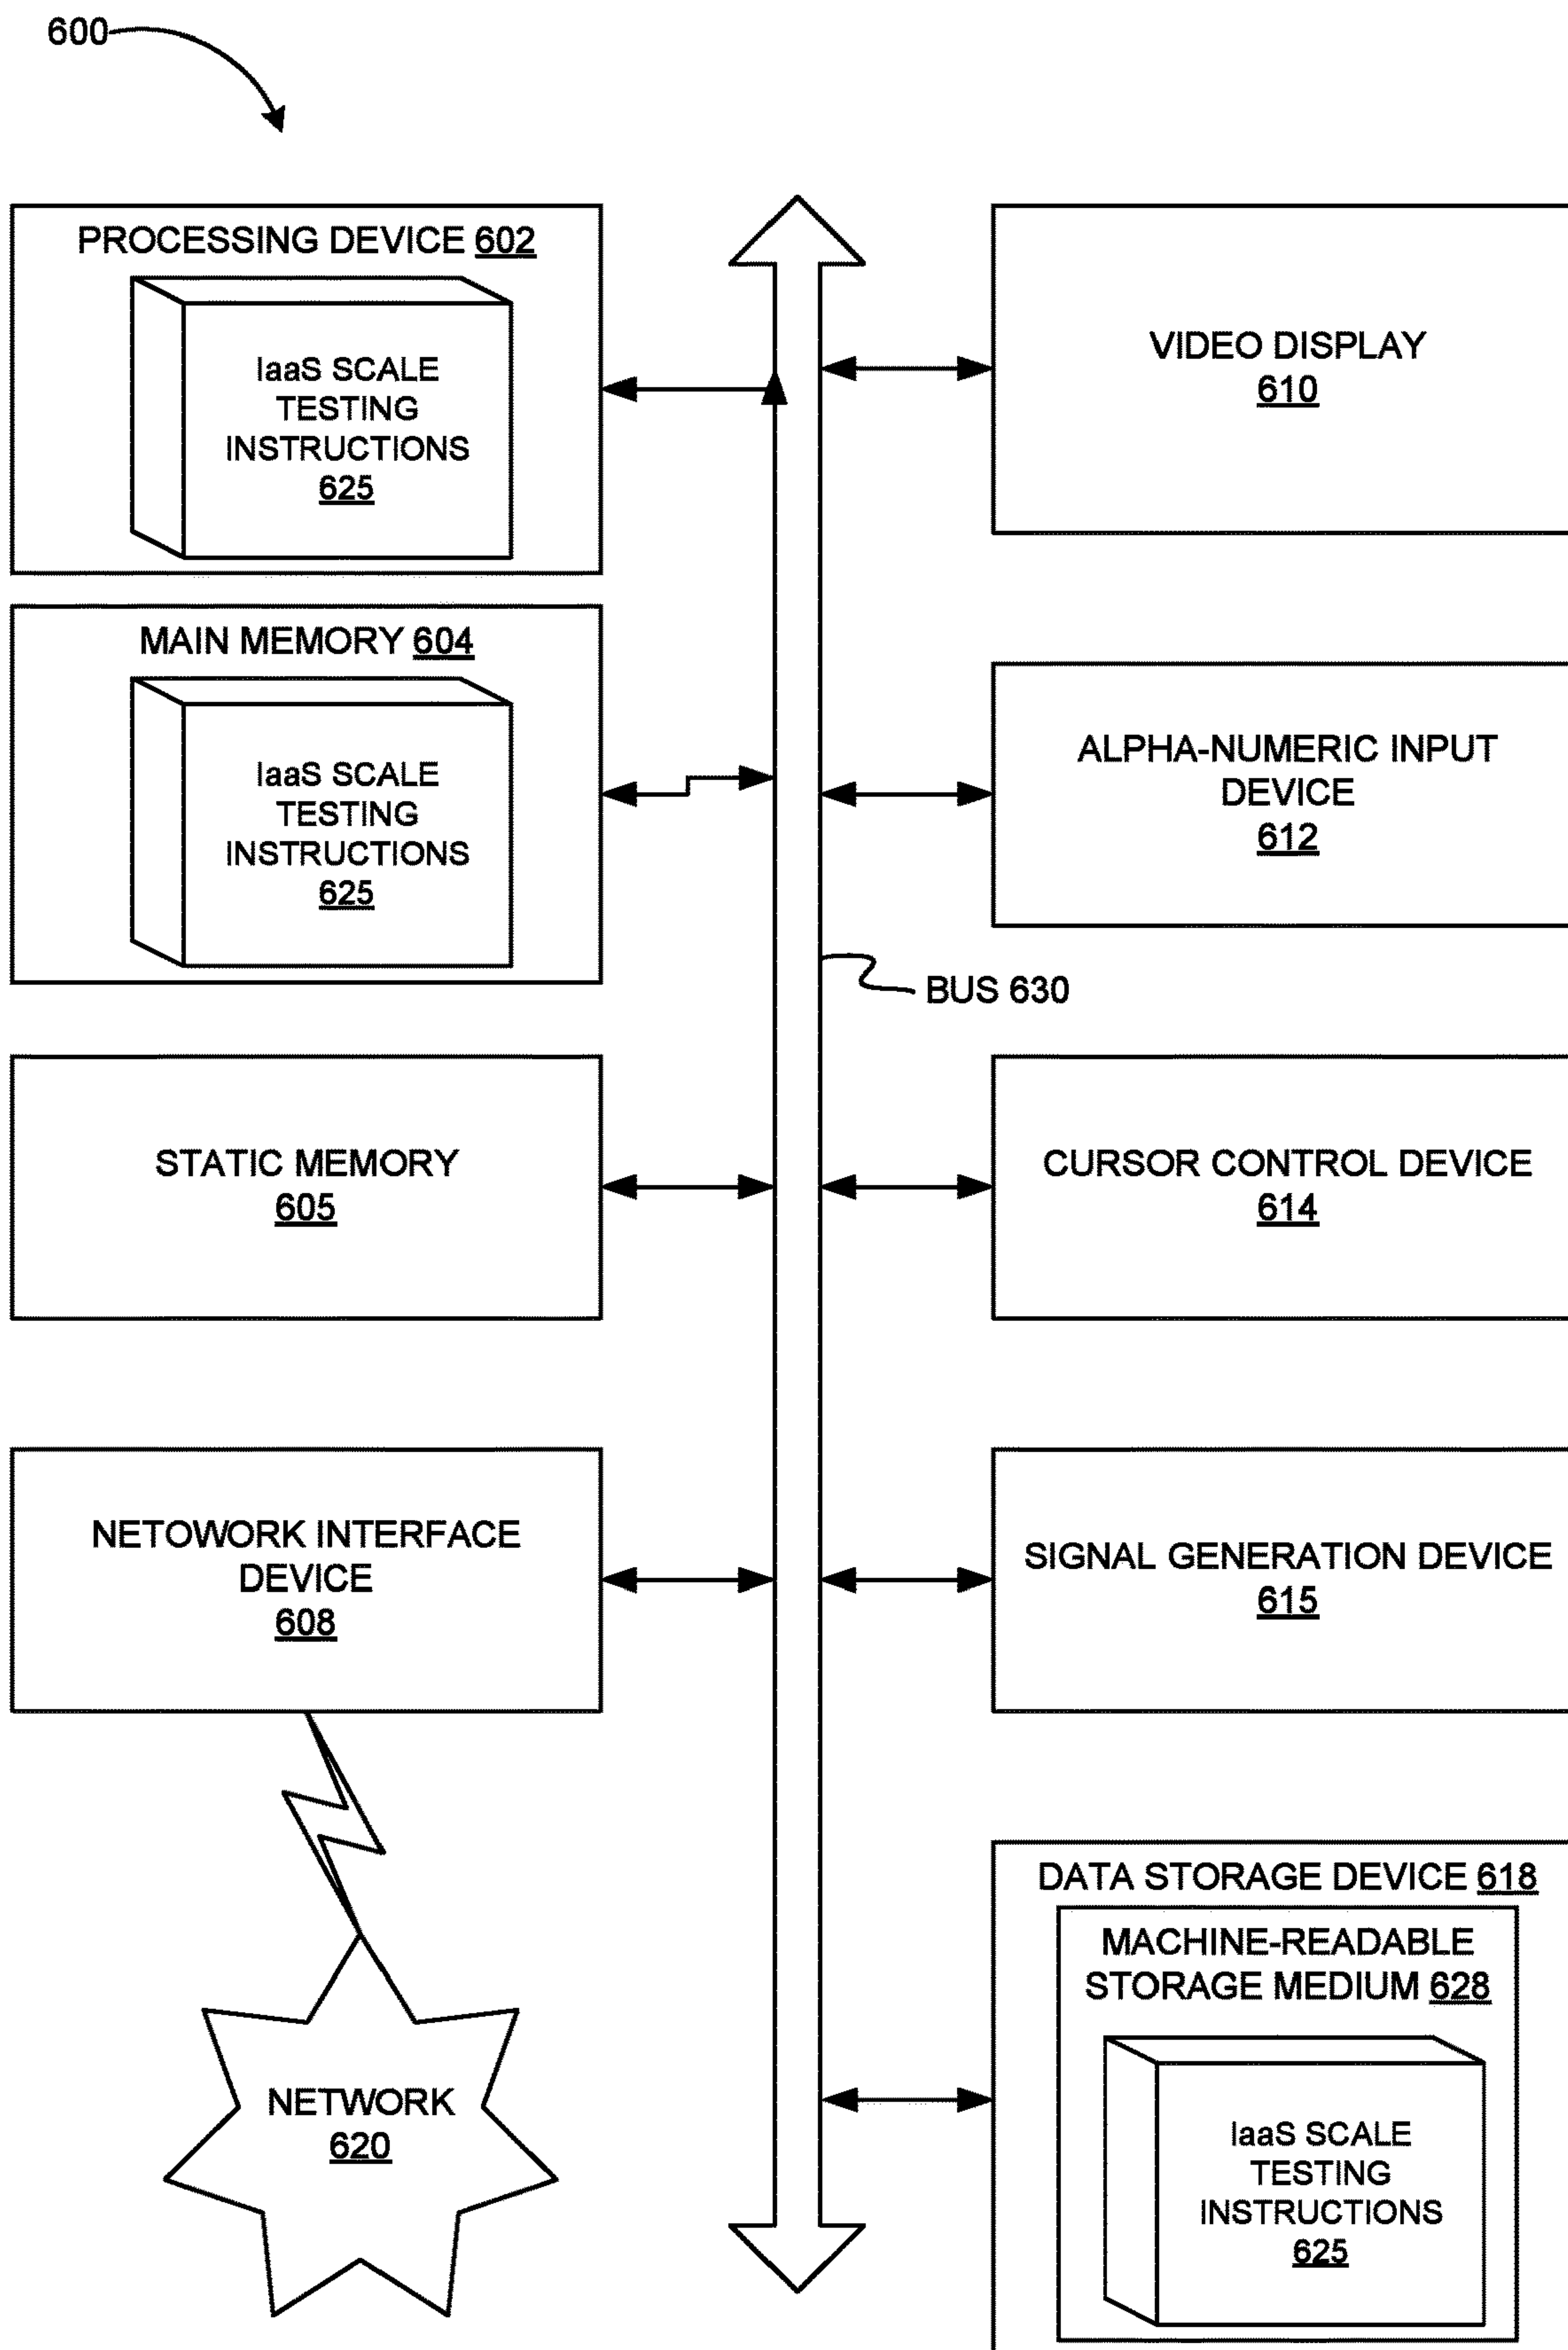 600
PROCESSING DEVICE 602
IaaS SCALE
TESTING
INSTRUCTIONS
625
MAIN MEMORY 604
IaaS SCALE
TESTING
INSTRUCTIONS
625
STATIC MEMORY
605
NETOWORK INTERFACE
DEVICE
608
NETWORK
620
VIDEO DISPLAY
610
ALPHA-NUMERIC INPUT
DEVICE
612
BUS 630
CURSOR CONTROL DEVICE
614
SIGNAL GENERATION DEVICE
615
DATA STORAGE DEVICE 618
MACHINE-READABLE
STORAGE MEDIUM 628
IaaS SCALE
TESTING
INSTRUCTIONS
625